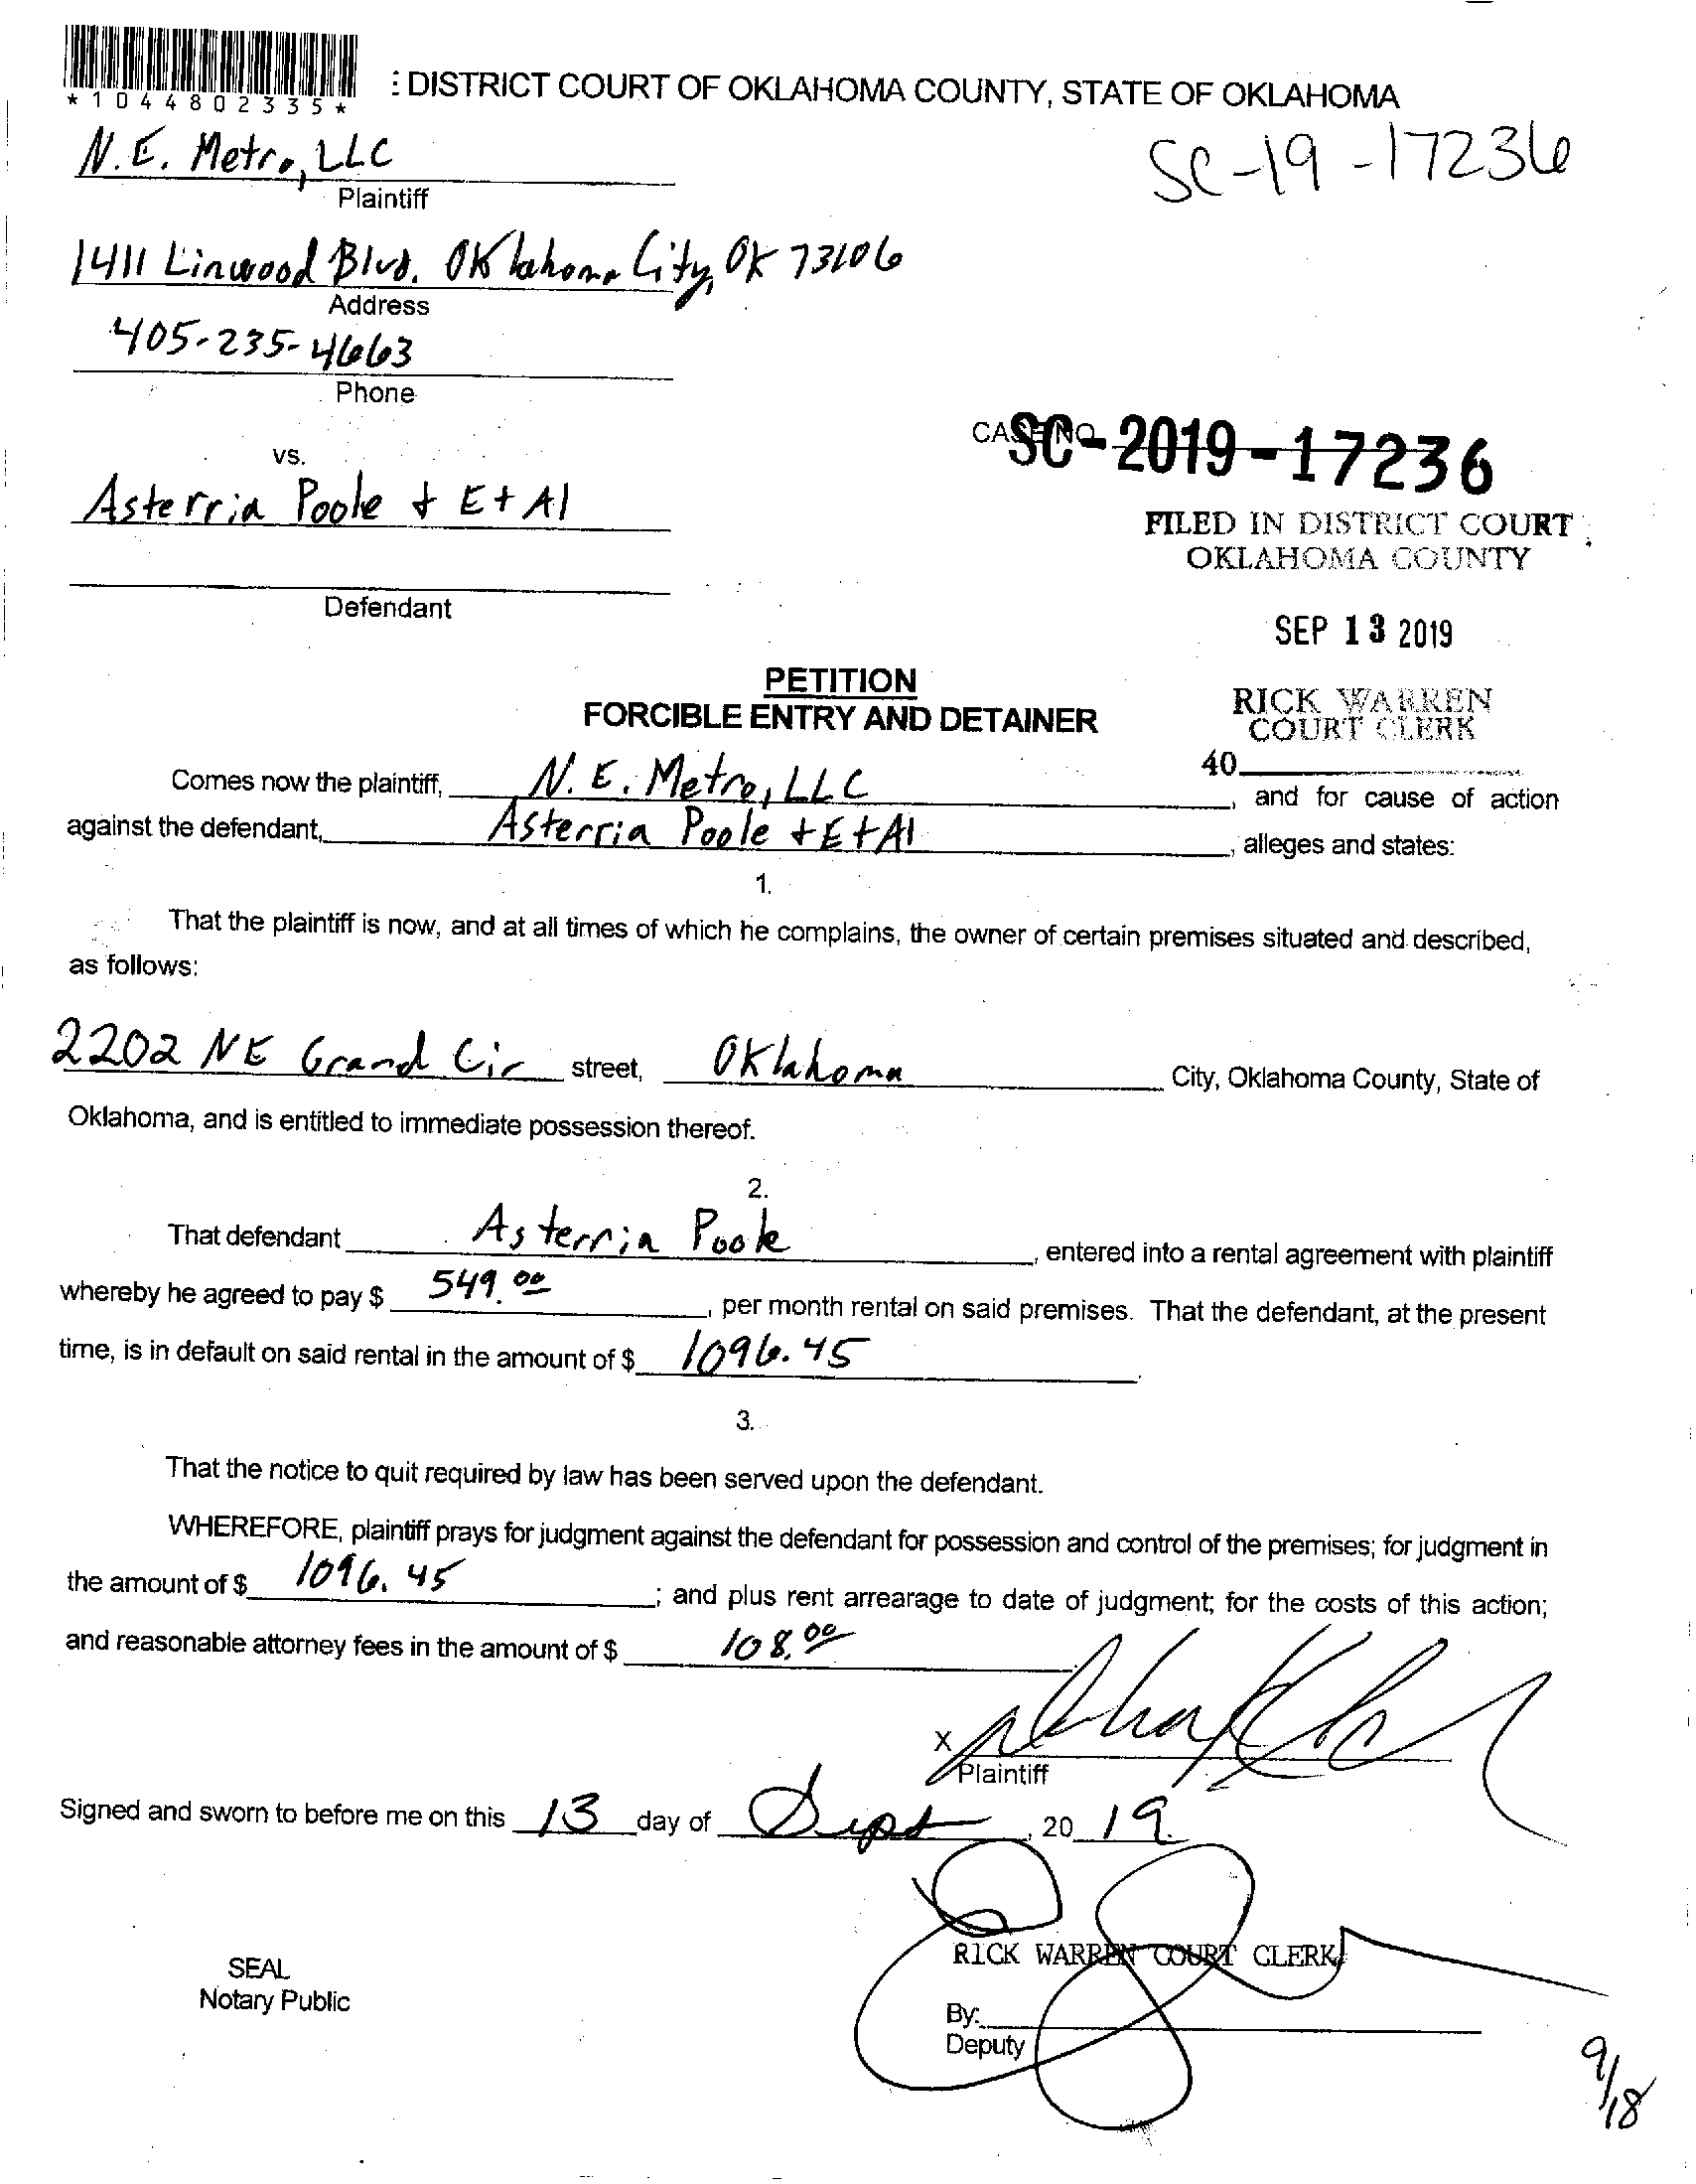 *1044802335*
: DISTRICT COURT OF OKLAHOMA COUNTY, STATE OF OKLAHOMA
N.E. Metro, LLC
Plaintiff
SC-19-17236
1411 Linwood Blvd. Oklahoma City, OK 73106
Address
405-235-4663
Phone
CASE NO. SC-2019-17236
vs.
Asterria Poole + Et Al
FILED IN DISTRICT COURT
OKLAHOMA COUNTY
Defendant
SEP 13 2019
PETITION
FORCIBLE ENTRY AND DETAINER
RICK WARREN
COURT CLERK
40
Comes now the plaintiff, N.E. Metro, LLC, and for cause of action
against the defendant, Asterria Poole + Et Al, alleges and states:
1.
That the plaintiff is now, and at all times of which he complains, the owner of certain premises situated and described,
as follows:
2202 NE Grand Cir street, Oklahoma City, Oklahoma County, State of
Oklahoma, and is entitled to immediate possession thereof.
2.
That defendant Asterria Poole, entered into a rental agreement with plaintiff
whereby he agreed to pay $ 549.00, per month rental on said premises. That the defendant, at the present
time, is in default on said rental in the amount of $ 1096.45.
3.
That the notice to quit required by law has been served upon the defendant.
WHEREFORE, plaintiff prays for judgment against the defendant for possession and control of the premises; for judgment in
the amount of $ 1096.45; and plus rent arrearage to date of judgment; for the costs of this action;
and reasonable attorney fees in the amount of $ 108.00
X
Plaintiff
Signed and sworn to before me on this 13 day of Sept, 20 19.
RICK WARREN COURT CLERK
SEAL
Notary Public
By:
Deputy
9/18